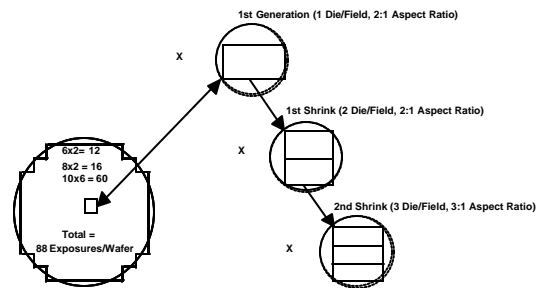 1st Generation (1 Die/Field, 2:1 Aspect Ratio)
X
1st Shrink (2 Die/Field, 2:1 Aspect Ratio)
X
6x2= 12
8x2 = 16
10x6 = 60
2nd Shrink (3 Die/Field, 3:1 Aspect Ratio)
Total =
88 Exposures/Wafer
X